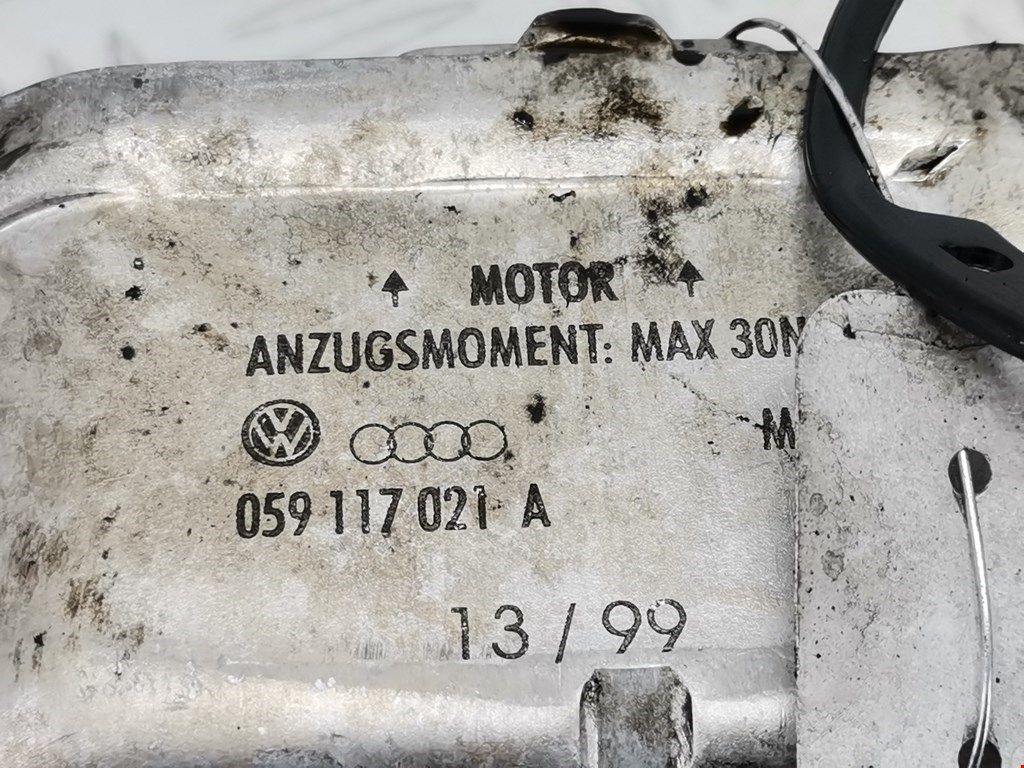 MOTOR
ANZUGSMOMENT: MAX 30N
M
059 117 021 A
13 / 99